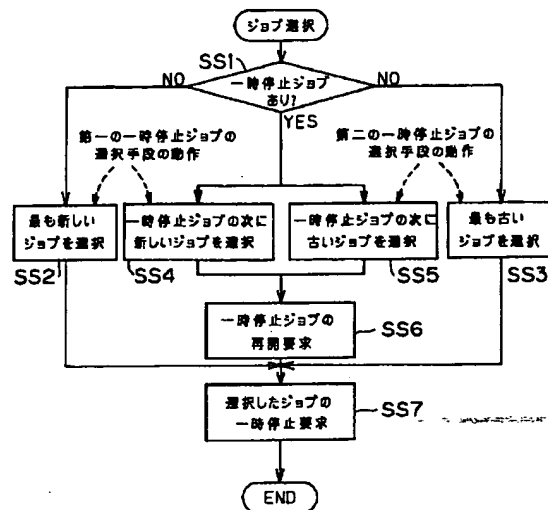 ジョブ選択
SS1
一時停止ジョブ
あり?
NO
NO
YES
第一の一時停止ジョブの
選択手段の動作
第二の一時停止ジョブの
選択手段の動作
最も新しい
ジョブを選択
一時停止ジョブの次に
新しいジョブを選択
一時停止ジョブの次に
古いジョブを選択
最も古い
ジョブを選択
SS2
SS4
SS5
SS3
一時停止ジョブの
再開要求
SS6
選択したジョブの
一時停止要求
SS7
END